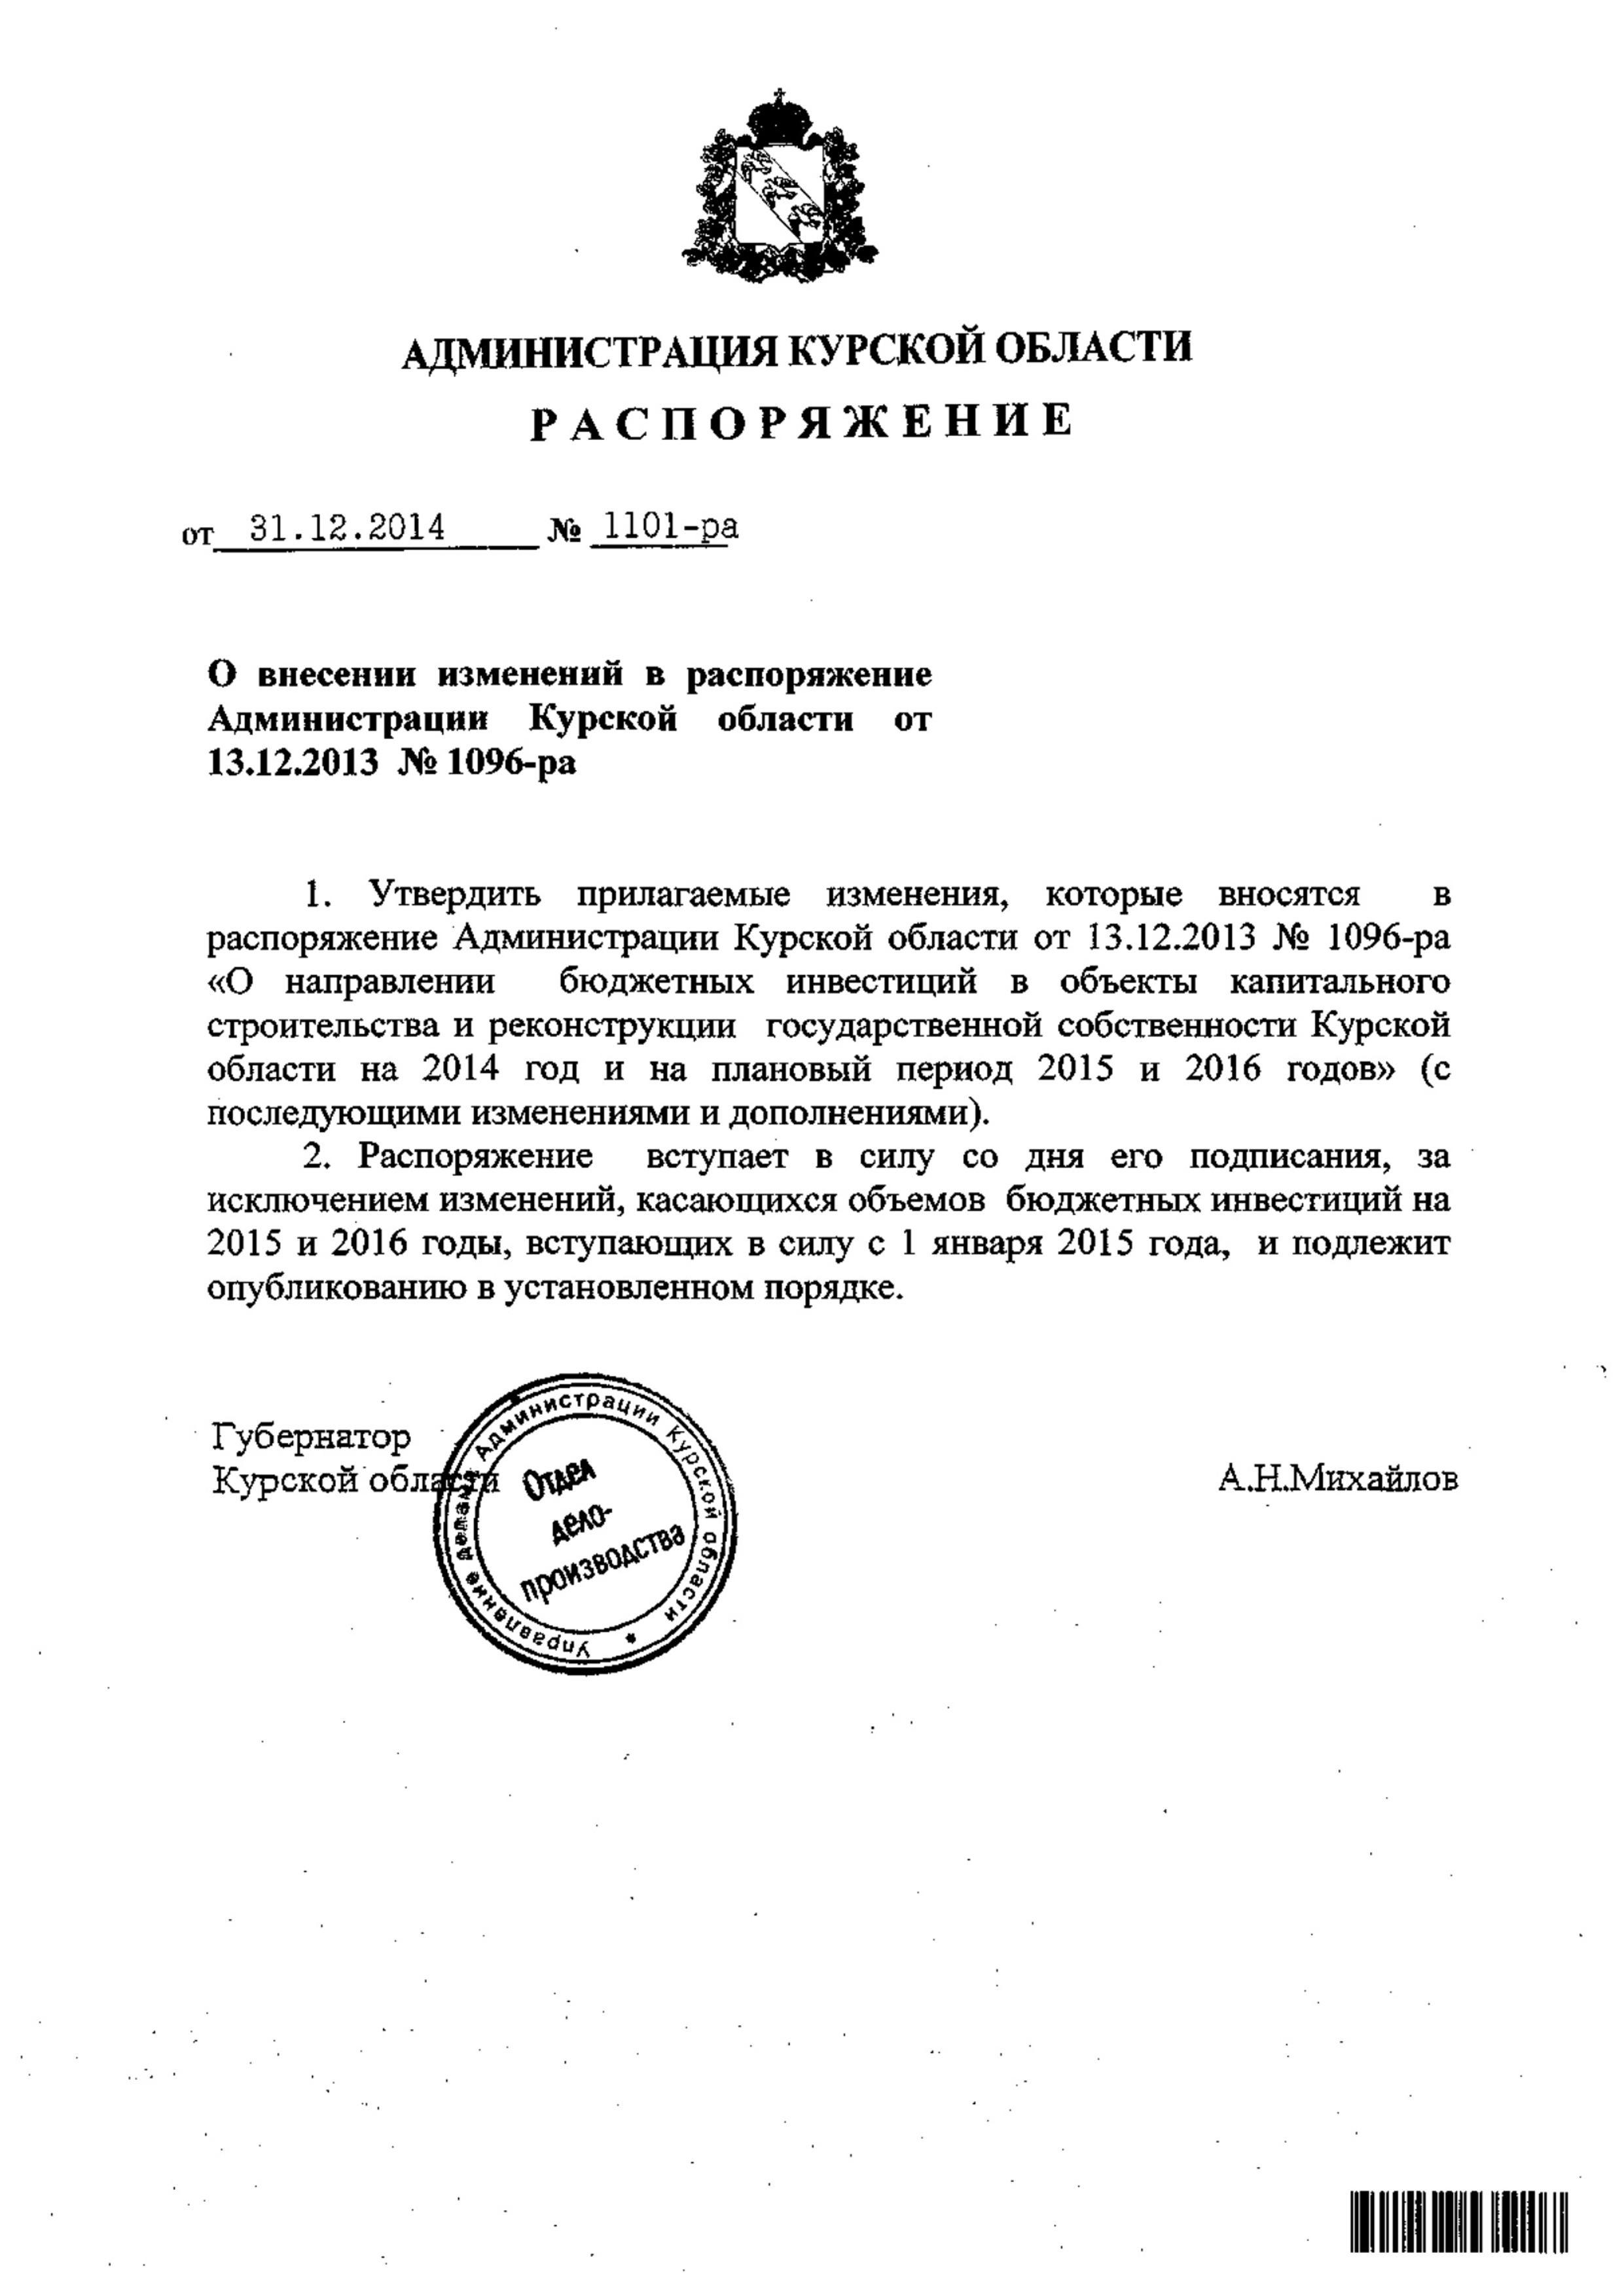 АДМИНИСТРАЦИЯ КУРСКОЙ ОБЛАСТИ
РАСПОРЯЖЕНИЕ
от 31.12.2014 № 1101-ра
О внесении изменений в распоряжение
Администрации Курской области от
13.12.2013 № 1096-ра
1. Утвердить прилагаемые изменения, которые вносятся в
распоряжение Администрации Курской области от 13.12.2013 № 1096-ра
«О направлении бюджетных инвестиций в объекты капитального
строительства и реконструкции государственной собственности Курской
области на 2014 год и на плановый период 2015 и 2016 годов» (с
последующими изменениями и дополнениями).
2. Распоряжение вступает в силу со дня его подписания, за
исключением изменений, касающихся объемов бюджетных инвестиций на
2015 и 2016 годы, вступающих в силу с 1 января 2015 года, и подлежит
опубликованию в установленном порядке.
Губернатор
Курской области
А.Н.Михайлов
Управление делами Администрации Курской области
Отдел
дело-
производства